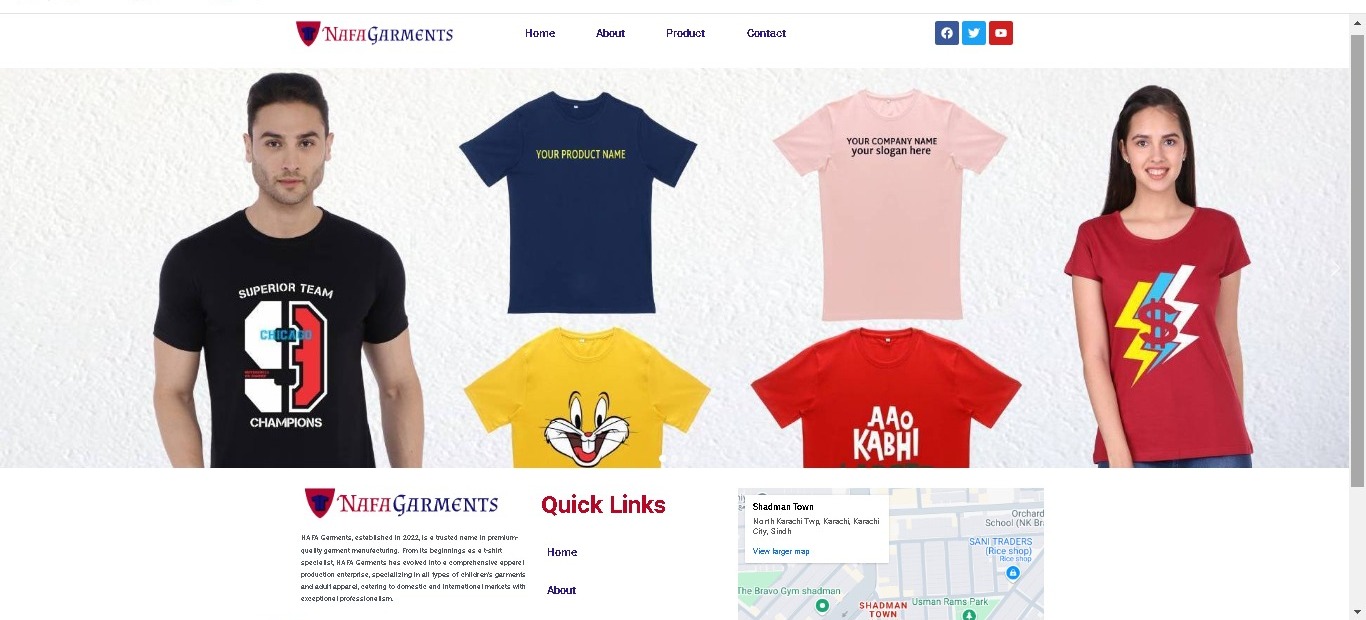 NAFAGARMENTS
Home About Product Contact
YOUR PRODUCT NAME
YOUR COMPANY NAME
your slogan here
SUPERIOR TEAM
93
CHICAGO
CHAMPIONS
$
AAO
KABHI
NAFAGARMENTS
NAFA Garments, established in 2022, is a trusted name in premium-
quality garment manufacturing. From its beginnings as a t-shirt
specialist, NAFA Garments has evolved into a comprehensive apparel
production enterprise, specializing in all types of children's garments
and adult apparel, catering to domestic and international markets with
exceptional professionalism.
Quick Links
Home
About
Shadman Town
North Karachi Twp, Karachi, Karachi
City, Sindh
View larger map
Orchard
School (NK Br
SANI TRADERS
(Rice shop)
Rice shop
The Bravo Gym shadman
SHADMAN
TOWN
Usman Rams Park